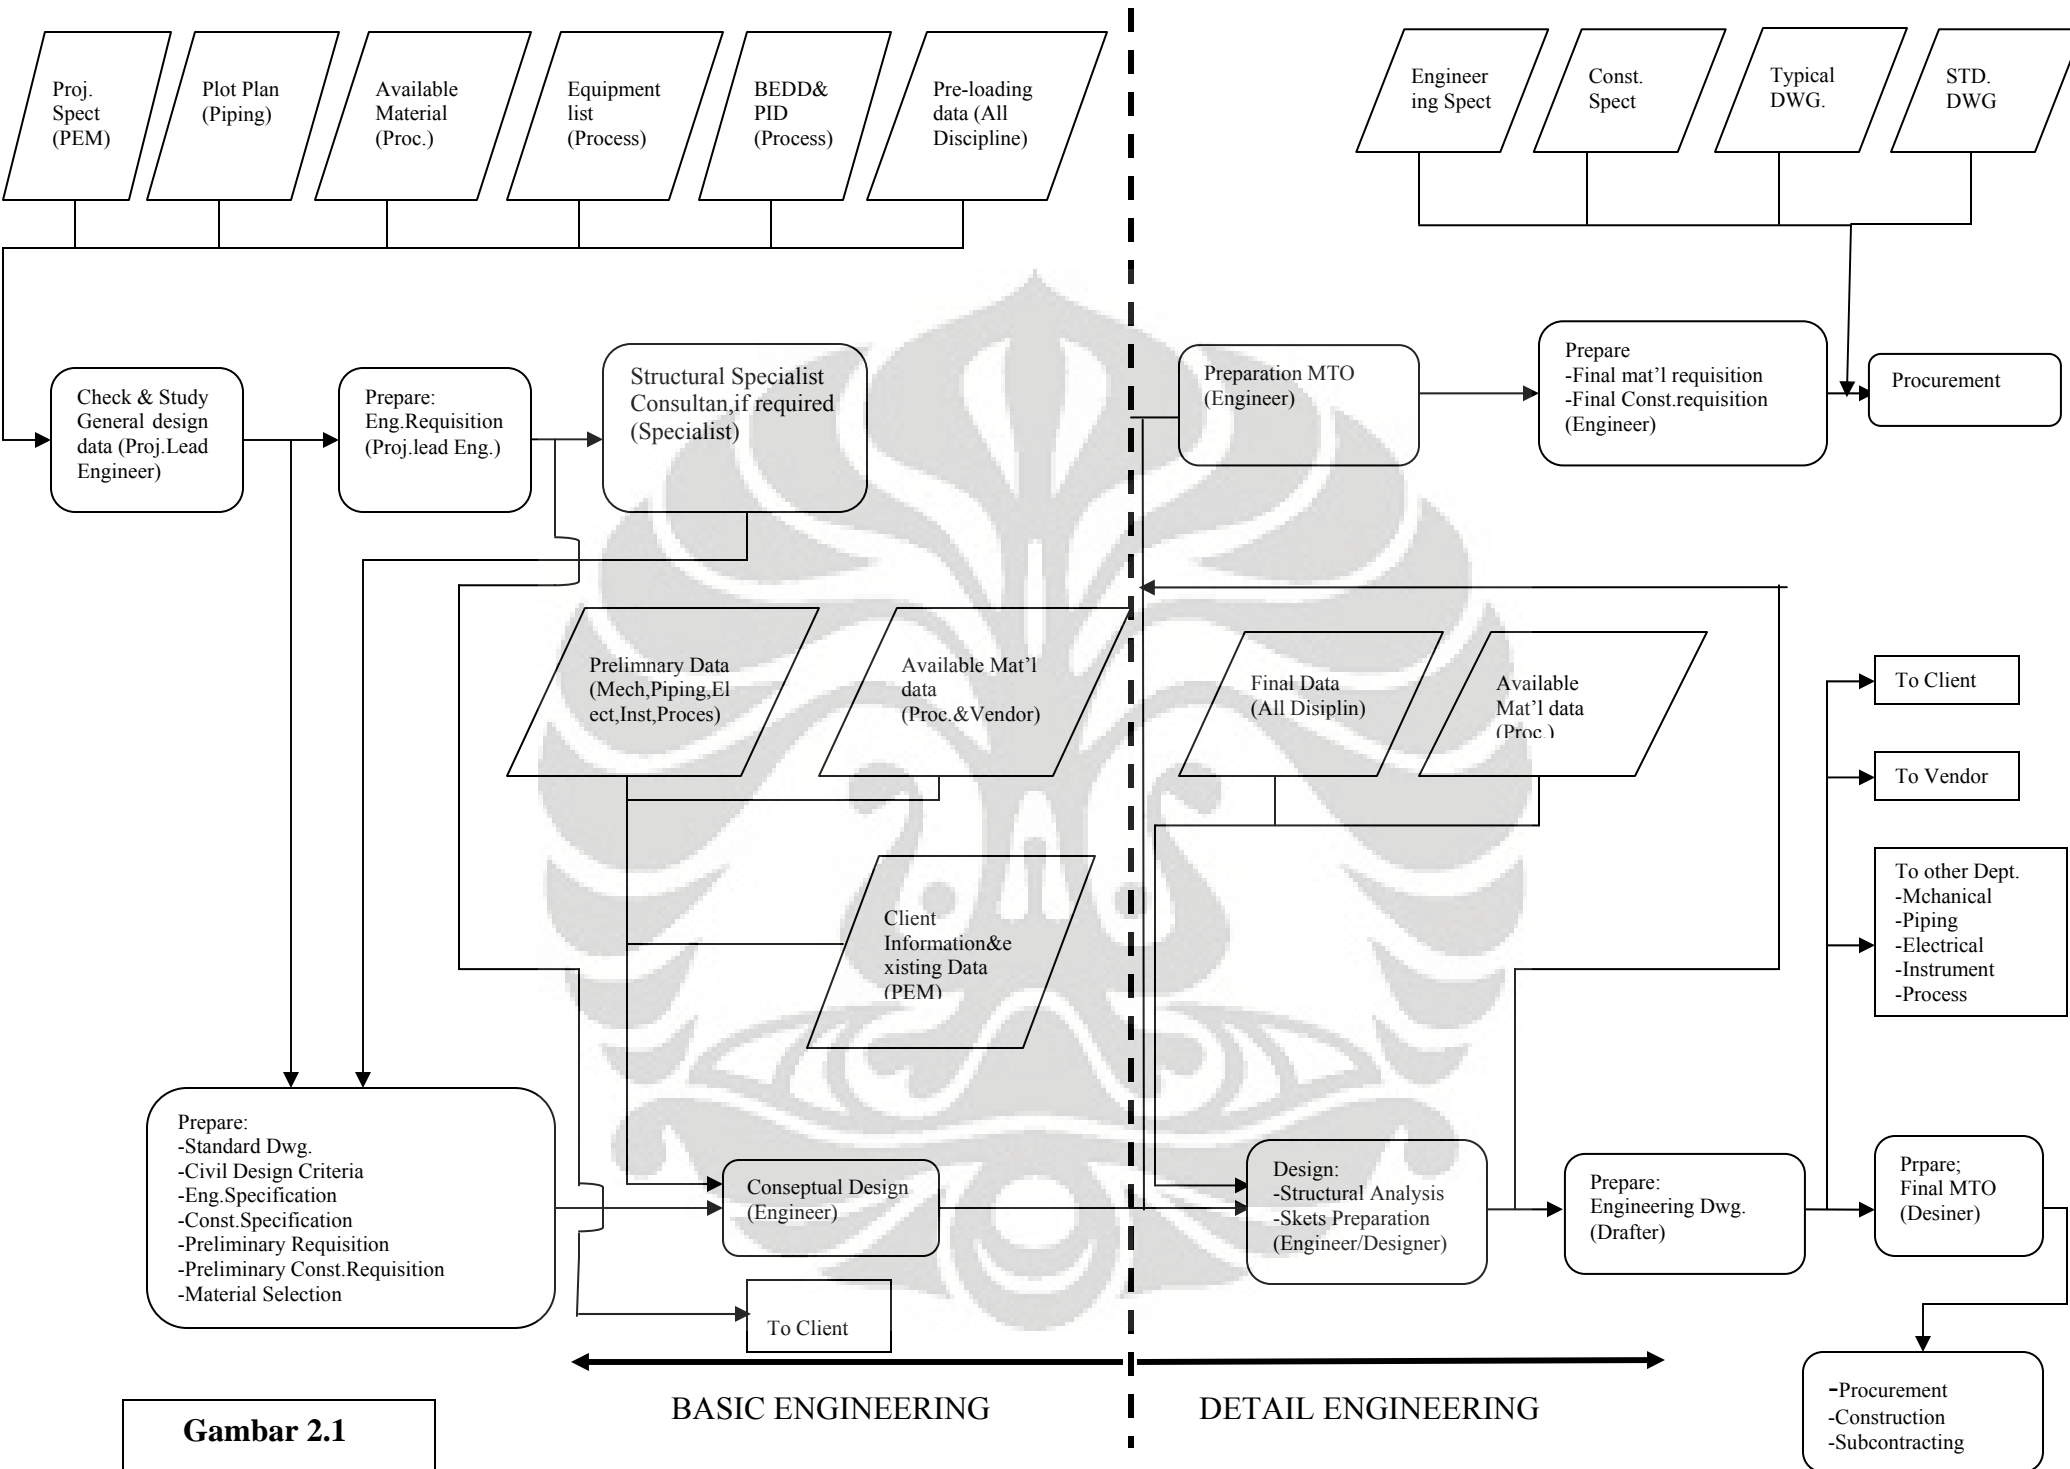 Proj.
Spect
(PEM)
Plot Plan
(Piping)
Available
Material
(Proc.)
Equipment
list
(Process)
BEDD&
PID
(Process)
Pre-loading
data (All
Discipline)
Engineer
ing Spect
Const.
Spect
Typical
DWG.
STD.
DWG
Check & Study
General design
data (Proj.Lead
Engineer)
Prepare:
Eng.Requisition
(Proj.lead Eng.)
Structural Specialist
Consultan,if required
(Specialist)
Preparation MTO
(Engineer)
Prepare
-Final mat’l requisition
-Final Const.requisition
(Engineer)
Procurement
Prelimnary Data
(Mech,Piping,El
ect,Inst,Proces)
Available Mat’l
data
(Proc.&Vendor)
Final Data
(All Disiplin)
Available
Mat’l data
(Proc.)
To Client
To Vendor
To other Dept.
-Mchanical
-Piping
-Electrical
-Instrument
-Process
Client
Information&e
xisting Data
(PEM)
Prepare:
-Standard Dwg.
-Civil Design Criteria
-Eng.Specification
-Const.Specification
-Preliminary Requisition
-Preliminary Const.Requisition
-Material Selection
Conseptual Design
(Engineer)
Design:
-Structural Analysis
-Skets Preparation
(Engineer/Designer)
Prepare:
Engineering Dwg.
(Drafter)
Prpare;
Final MTO
(Desiner)
To Client
BASIC ENGINEERING
DETAIL ENGINEERING
-Procurement
-Construction
-Subcontracting
Gambar 2.1